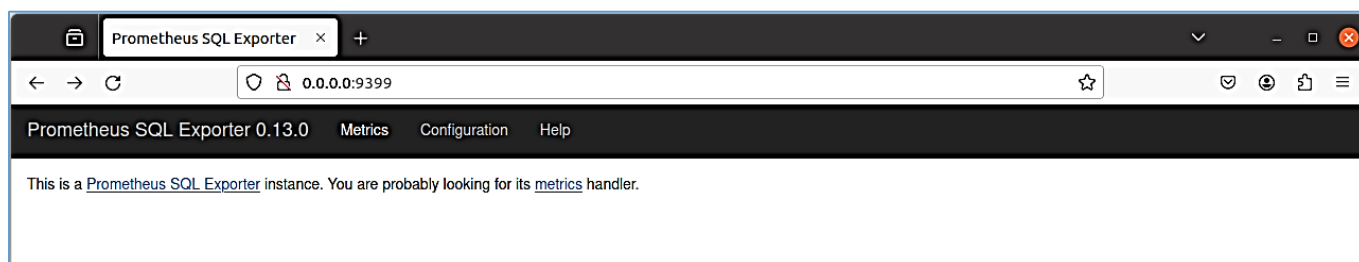 Prometheus SQL Exporter
0.0.0.0:9399
Prometheus SQL Exporter 0.13.0 Metrics Configuration Help
This is a Prometheus SQL Exporter instance. You are probably looking for its metrics handler.